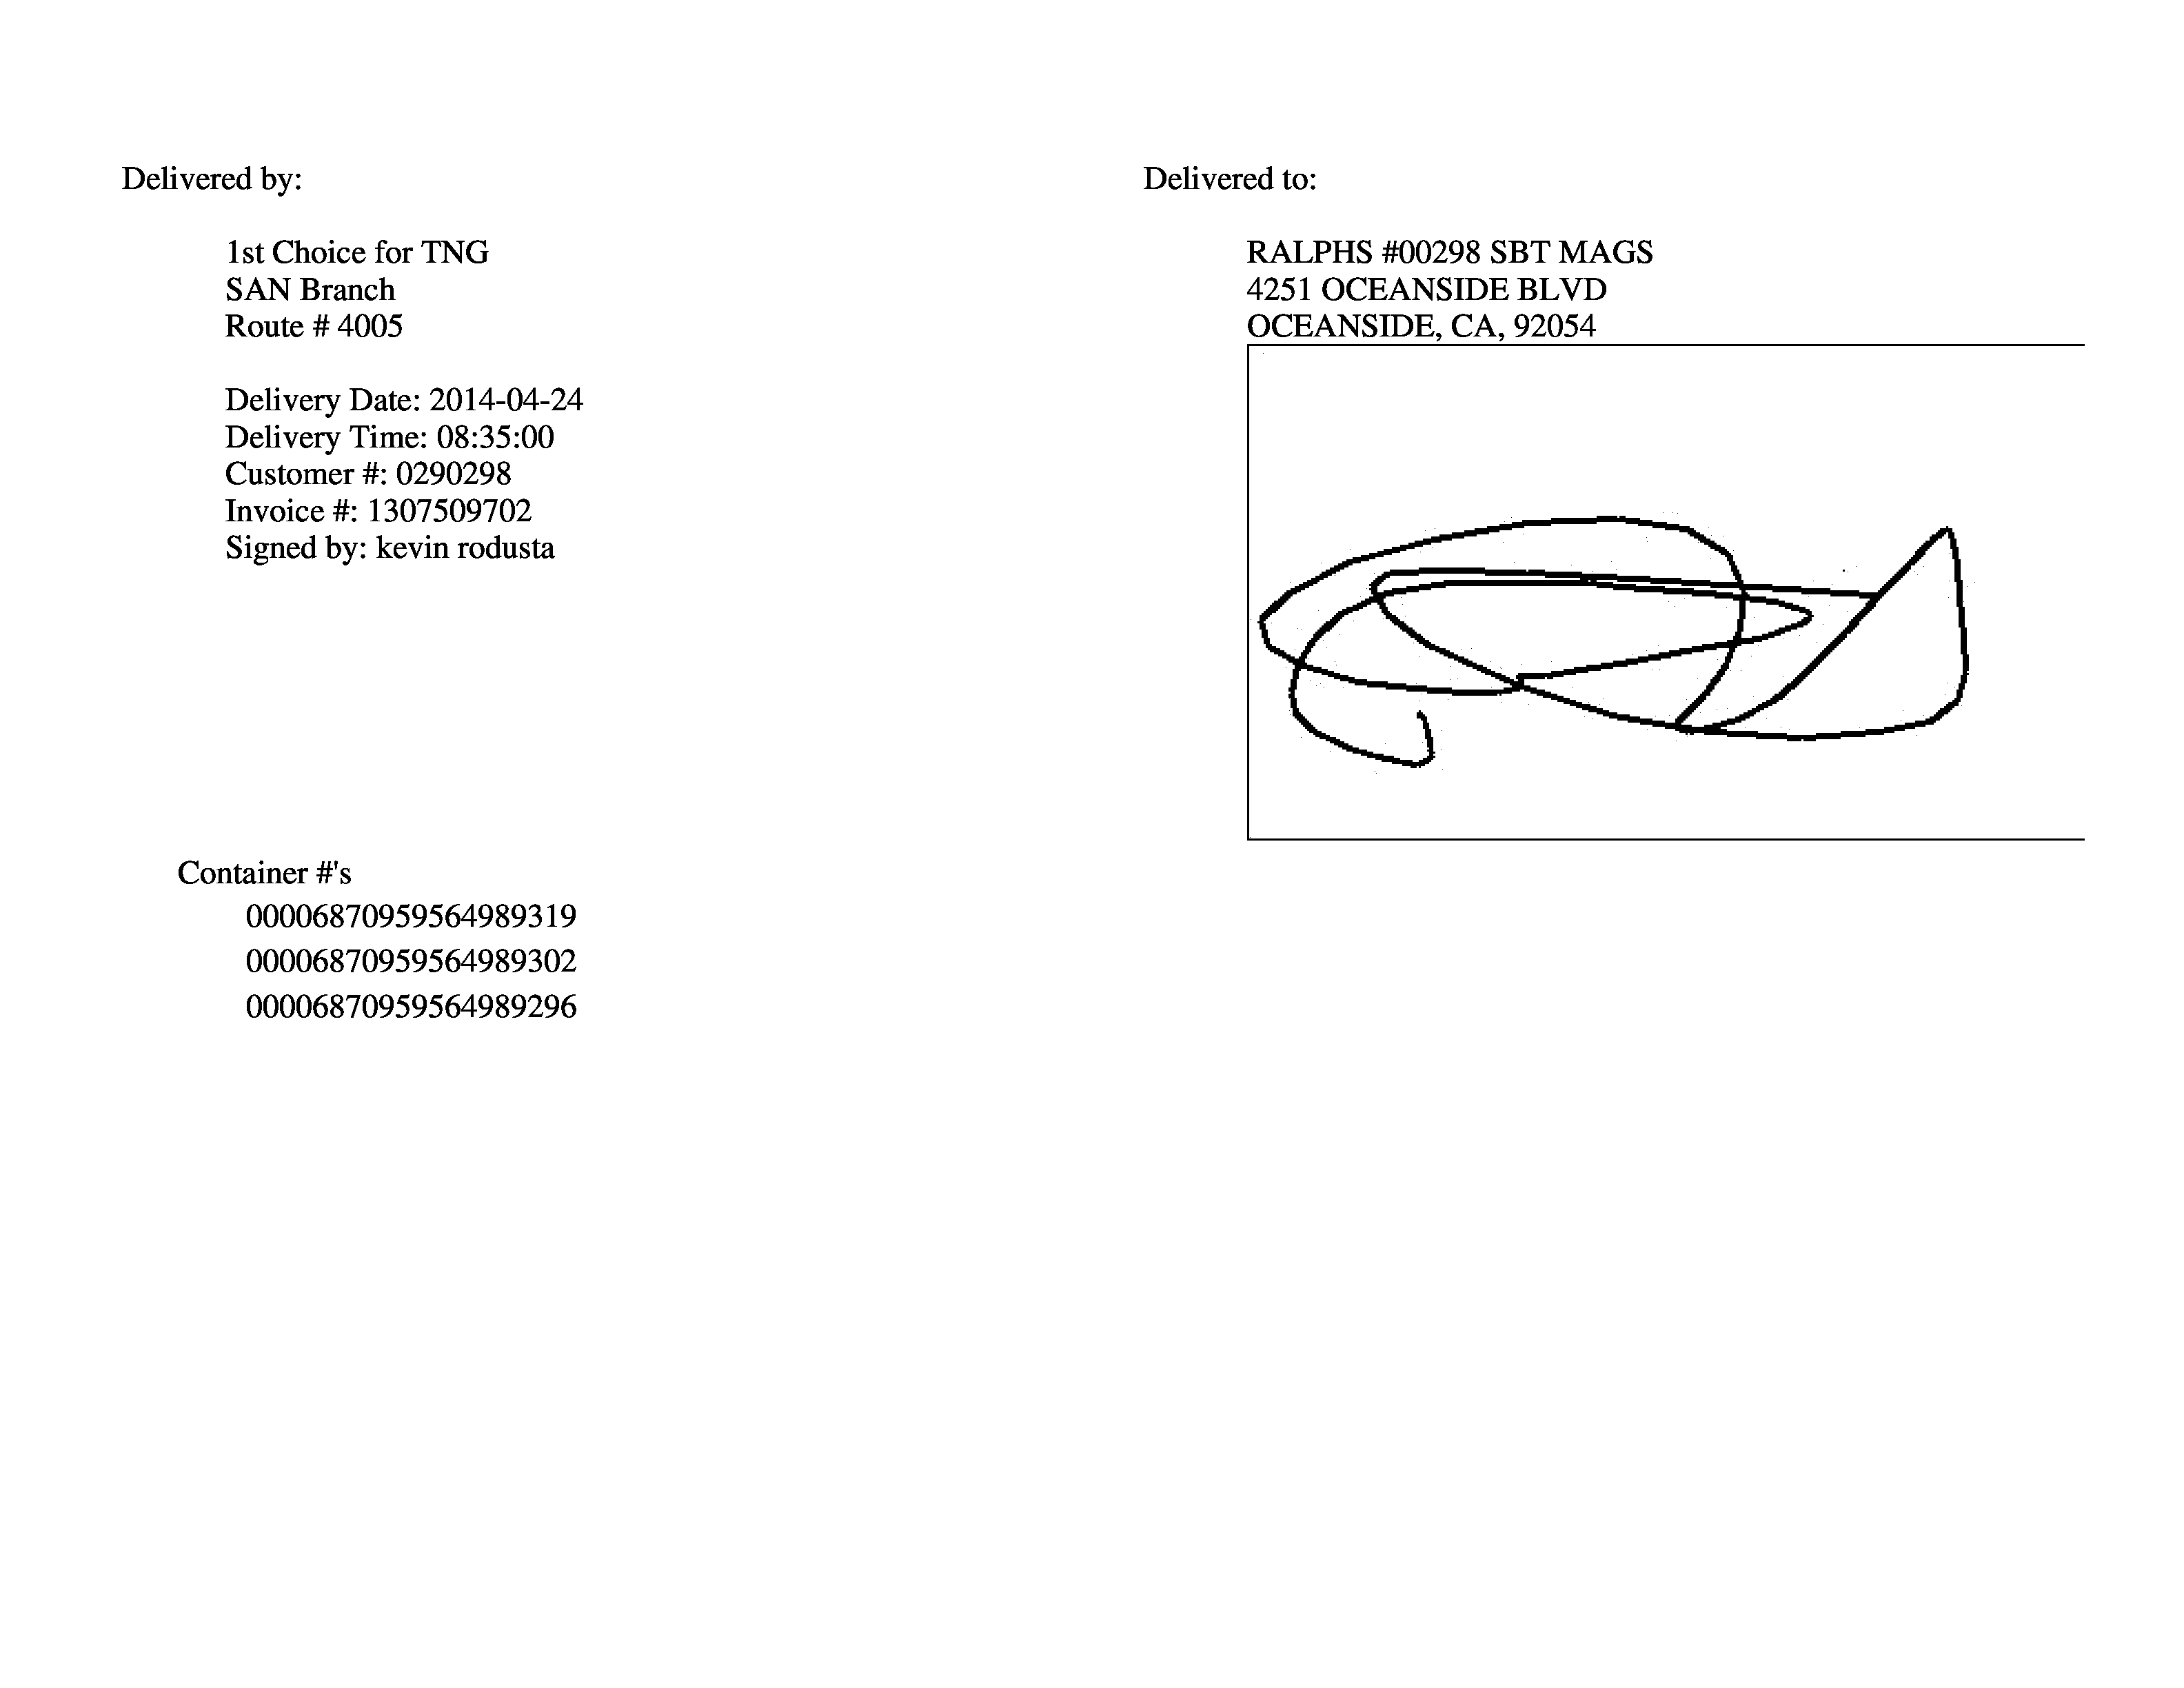 Delivered by:
1st Choice for TNG
SAN Branch
Route # 4005
Delivery Date: 2014-04-24
Delivery Time: 08:35:00
Customer #: 0290298
Invoice #: 1307509702
Signed by: kevin rodusta
Delivered to:
RALPHS #00298 SBT MAGS
4251 OCEANSIDE BLVD
OCEANSIDE, CA, 92054
Container #'s
00006870959564989319
00006870959564989302
00006870959564989296